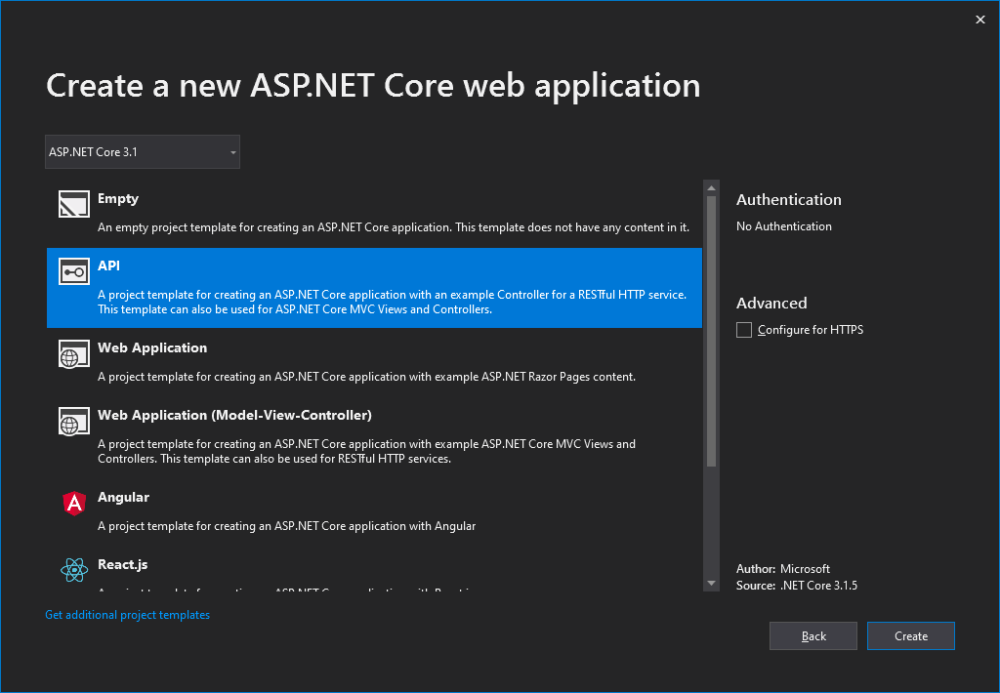 Create a new ASP.NET Core web application
ASP.NET Core 3.1
Empty
An empty project template for creating an ASP.NET Core application. This template does not have any content in it.
API
A project template for creating an ASP.NET Core application with an example Controller for a RESTful HTTP service.
This template can also be used for ASP.NET Core MVC Views and Controllers.
Web Application
A project template for creating an ASP.NET Core application with example ASP.NET Razor Pages content.
Web Application (Model-View-Controller)
A project template for creating an ASP.NET Core application with example ASP.NET Core MVC Views and
Controllers. This template can also be used for RESTful HTTP services.
Angular
A project template for creating an ASP.NET Core application with Angular
React.js
Get additional project templates
Authentication
No Authentication
Advanced
Configure for HTTPS
Author: Microsoft
Source: .NET Core 3.1.5
Back
Create